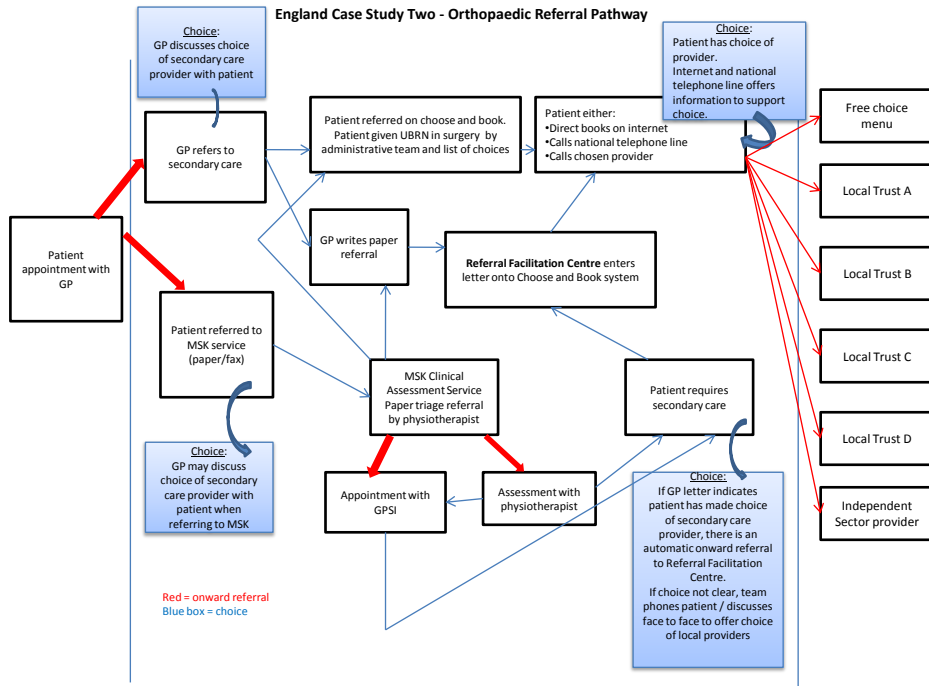 England Case Study Two - Orthopaedic Referral Pathway
Choice:
GP discusses choice
of secondary care
provider with patient
Choice:
Patient has choice of
provider.
Internet and national
telephone line offers
information to support
choice.
Free choice
menu
Patient referred on choose and book.
Patient given UBRN in surgery by
administrative team and list of choices
Patient either:
•Direct books on internet
•Calls national telephone line
•Calls chosen provider
GP refers to
secondary care
Local Trust A
Patient
appointment with
GP
GP writes paper
referral
Referral Facilitation Centre enters
letter onto Choose and Book system
Local Trust B
Patient referred to
MSK service
(paper/fax)
Local Trust C
MSK Clinical
Assessment Service
Paper triage referral
by physiotherapist
Patient requires
secondary care
Local Trust D
Choice:
GP may discuss
choice of secondary
care provider with
patient when
referring to MSK
Appointment with
GPSI
Assessment with
physiotherapist
Choice:
If GP letter indicates
patient has made choice
of secondary care
provider, there is an
automatic onward referral
to Referral Facilitation
Centre.
If choice not clear, team
phones patient / discusses
face to face to offer choice
of local providers
Independent
Sector provider
Red = onward referral
Blue box = choice